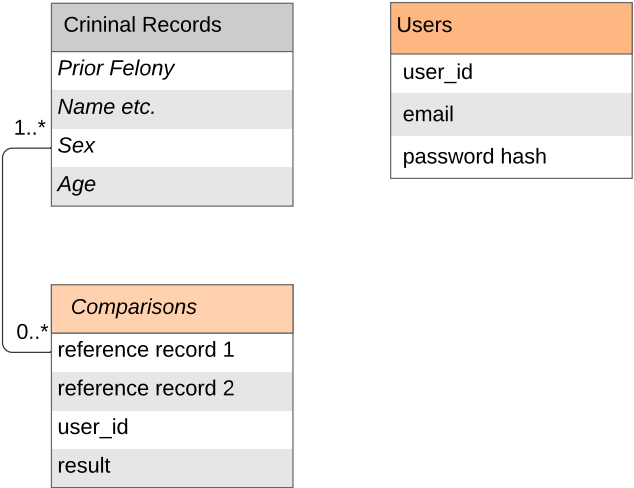 Crininal Records
Prior Felony
Name etc.
Sex
Age
1..*
Users
user_id
email
password hash
0..*
Comparisons
reference record 1
reference record 2
user_id
result